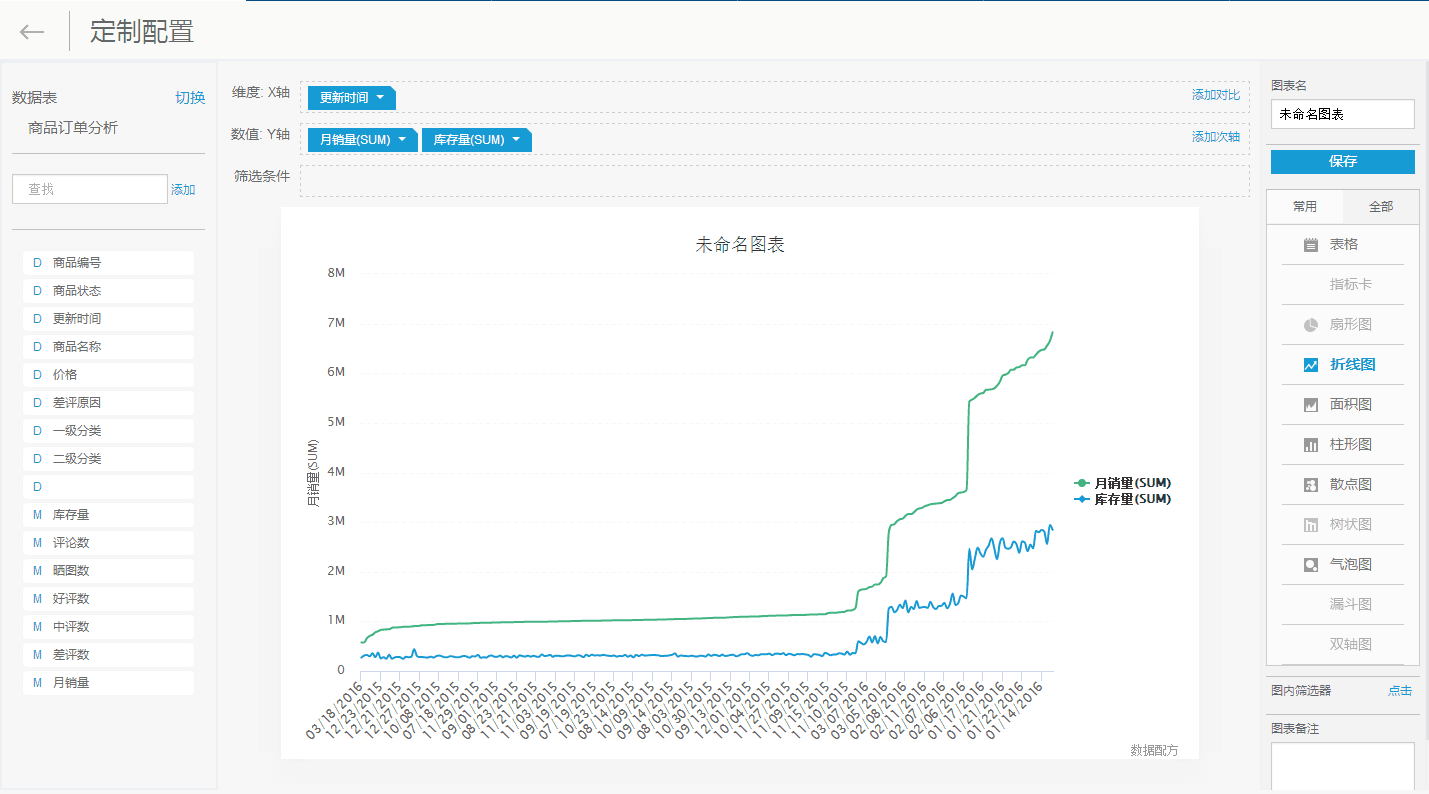 定制配置
数据表
切换
商品订单分析
查找
添加
D 商品编号
D 商品状态
D 更新时间
D 商品名称
D 价格
D 差评原因
D 一级分类
D 二级分类
D
M 库存量
M 评论数
M 晒图数
M 好评数
M 中评数
M 差评数
M 月销量
维度: X轴
更新时间
添加对比
数值: Y轴
月销量(SUM)
库存量(SUM)
添加次轴
筛选条件
未命名图表
8M
7M
6M
5M
4M
3M
2M
1M
0
月销量(SUM)
03/18/2016
12/23/2015
12/21/2015
12/27/2015
10/08/2015
07/18/2015
11/29/2015
09/01/2015
08/23/2015
11/21/2015
11/03/2015
09/19/2015
07/19/2015
10/23/2015
08/14/2015
10/09/2015
09/14/2015
08/03/2015
10/30/2015
09/13/2015
12/01/2015
10/04/2015
11/27/2015
11/09/2015
11/15/2015
11/10/2015
03/07/2016
03/05/2016
02/08/2016
02/11/2016
02/07/2016
02/06/2016
01/17/2016
01/21/2016
01/22/2016
01/14/2016
月销量(SUM)
库存量(SUM)
数据配方
图表名
未命名图表
保存
常用
全部
表格
指标卡
扇形图
折线图
面积图
柱形图
散点图
树状图
气泡图
漏斗图
双轴图
图内筛选器
点击
图表备注